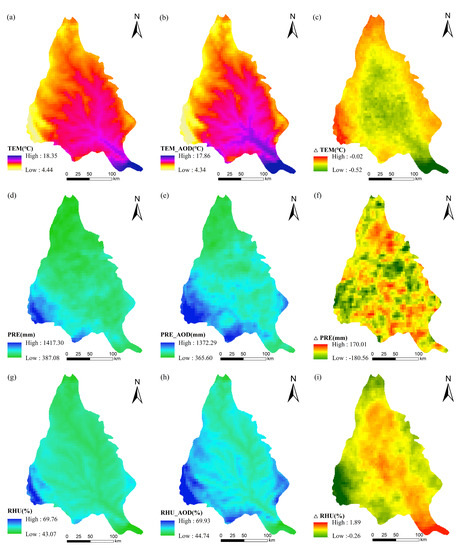 (a) N
TEM(℃)
High : 18.35
Low : 4.44
0 25 50 100
km
(b) N
TEM_AOD(℃)
High : 17.86
Low : 4.34
0 25 50 100
km
(c) N
△ TEM(℃)
High : -0.02
Low : -0.52
0 25 50 100
km
(d) N
PRE(mm)
High : 1417.30
Low : 387.08
0 25 50 100
km
(e) N
PRE_AOD(mm)
High : 1372.29
Low : 365.60
0 25 50 100
km
(f) N
△ PRE(mm)
High : 170.01
Low : -180.56
0 25 50 100
km
(g) N
RHU(%)
High : 69.76
Low : 43.07
0 25 50 100
km
(h) N
RHU_AOD(%)
High : 69.93
Low : 44.74
0 25 50 100
km
(i) N
△ RHU(%)
High : 1.89
Low : -0.26
0 25 50 100
km